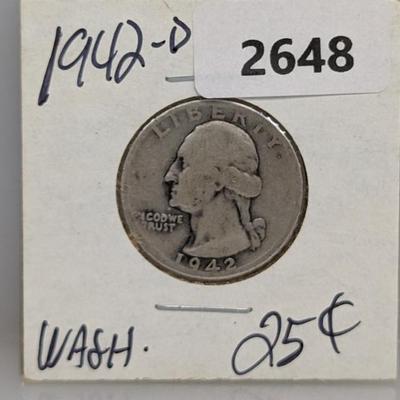 1942-D
2648
LIBERTY
IN GOD WE
TRUST
1942
WASH.
25¢